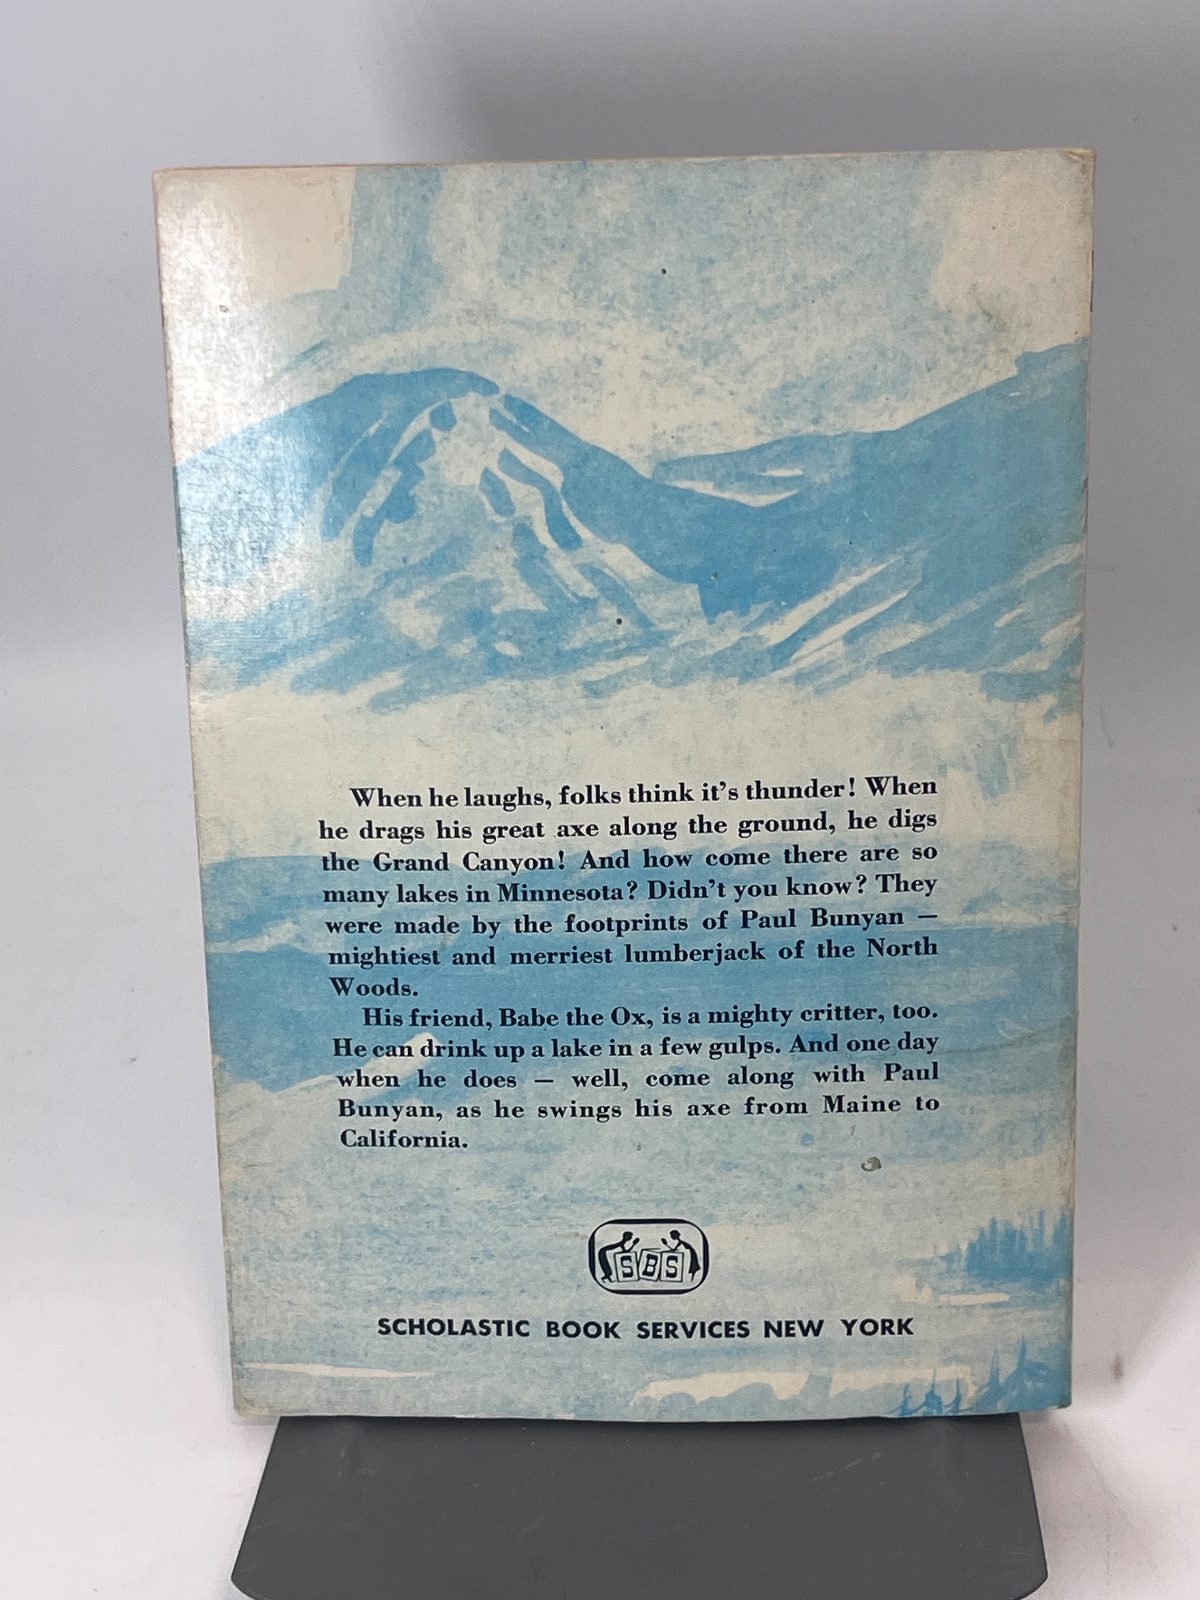 When he laughs, folks think it's thunder! When
he drags his great axe along the ground, he digs
the Grand Canyon! And how come there are so
many lakes in Minnesota? Didn't you know? They
were made by the footprints of Paul Bunyan —
mightiest and merriest lumberjack of the North
Woods.
His friend, Babe the Ox, is a mighty critter, too.
He can drink up a lake in a few gulps. And one day
when he does — well, come along with Paul
Bunyan, as he swings his axe from Maine to
California.
SBS
SCHOLASTIC BOOK SERVICES NEW YORK